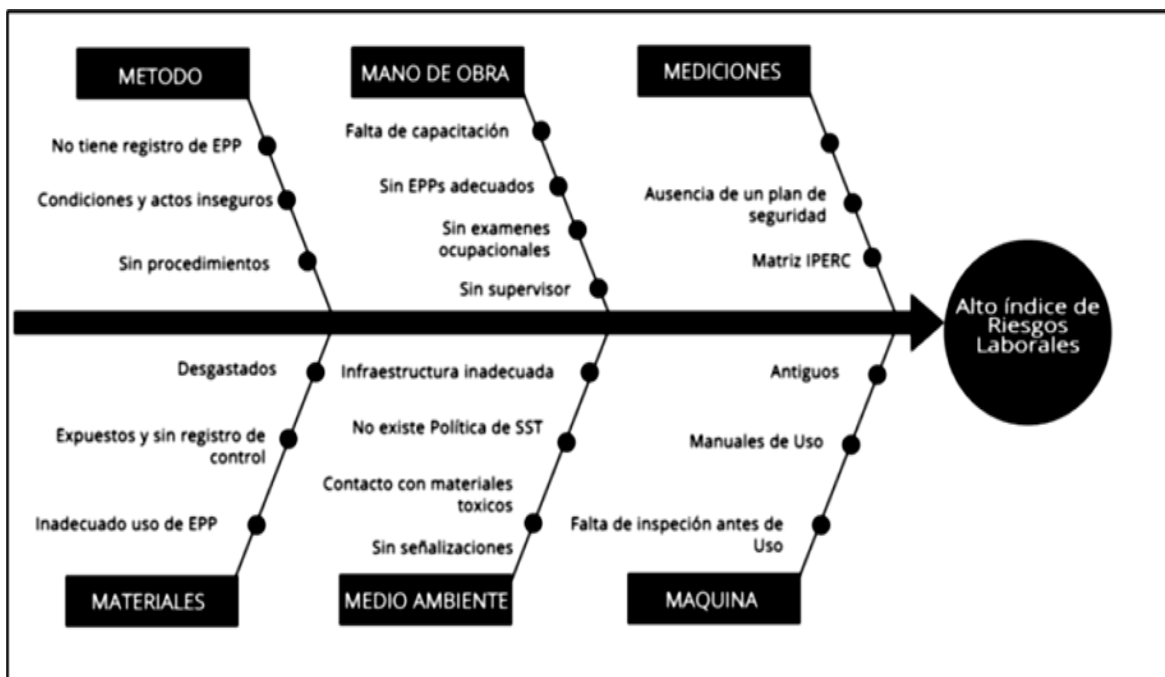 METODO
MANO DE OBRA
MEDICIONES
No tiene registro de EPP
Condiciones y actos inseguros
Sin procedimientos
Falta de capacitación
Sin EPPs adecuados
Sin examenes
ocupacionales
Sin supervisor
Ausencia de un plan de
seguridad
Matriz IPERC
Alto índice de
Riesgos
Laborales
Desgastados
Expuestos y sin registro de
control
Inadecuado uso de EPP
Infraestructura inadecuada
No existe Política de SST
Contacto con materiales
toxicos
Sin señalizaciones
Antiguos
Manuales de Uso
Falta de inspeción antes de
Uso
MATERIALES
MEDIO AMBIENTE
MAQUINA